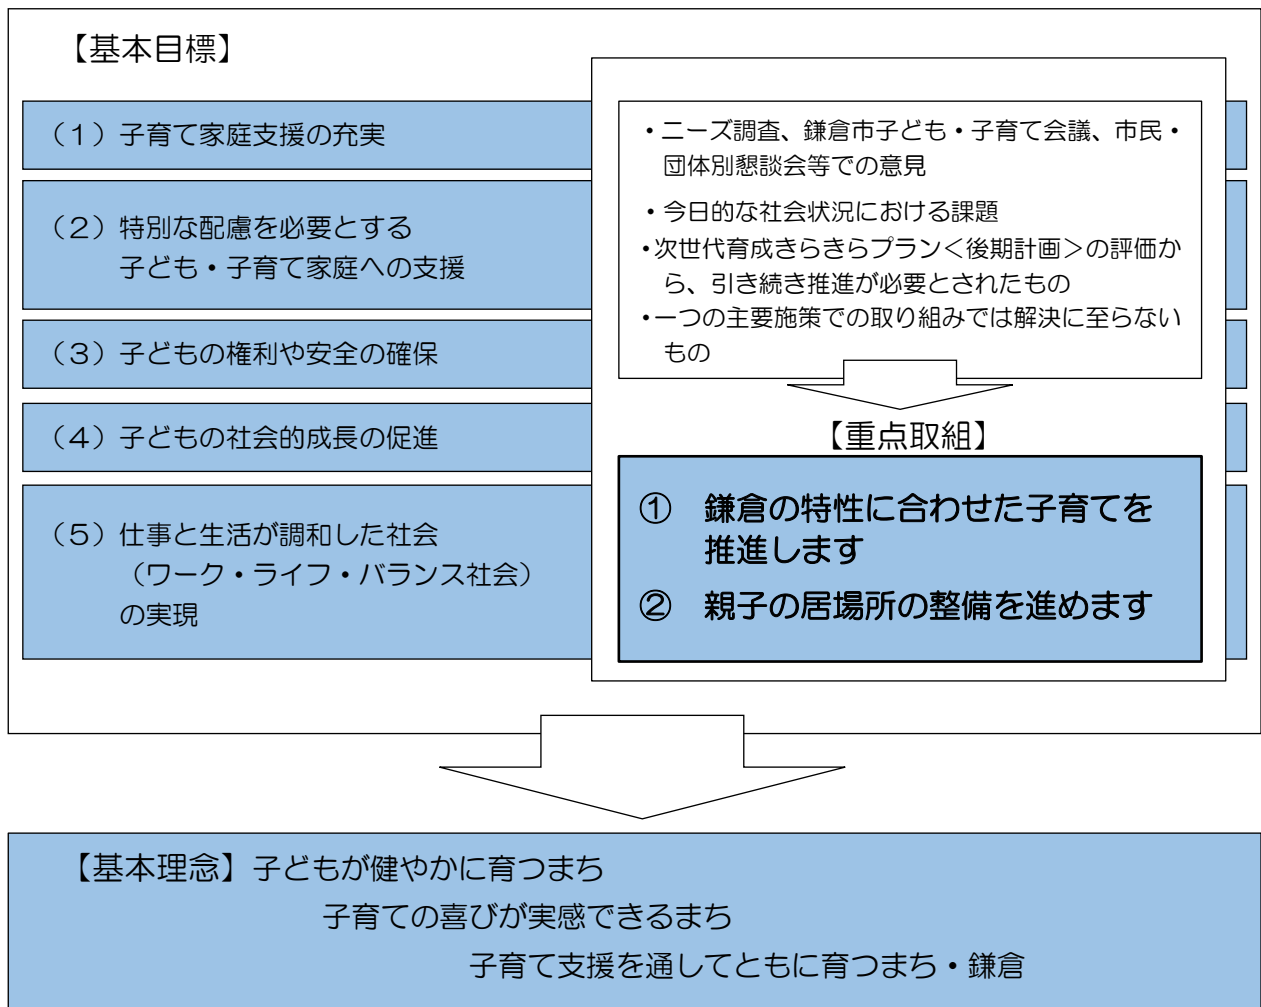 【基本目標】
（１）子育て家庭支援の充実
（２）特別な配慮を必要とする
子ども・子育て家庭への支援
（３）子どもの権利や安全の確保
（４）子どもの社会的成長の促進
（５）仕事と生活が調和した社会
（ワーク・ライフ・バランス社会）
の実現
・ニーズ調査、鎌倉市子ども・子育て会議、市民・
団体別懇談会等での意見
・今日的な社会状況における課題
・次世代育成きらきらプラン＜後期計画＞の評価か
ら、引き続き推進が必要とされたもの
・一つの主要施策での取り組みでは解決に至らない
もの
【重点取組】
① 鎌倉の特性に合わせた子育てを
推進します
② 親子の居場所の整備を進めます
【基本理念】子どもが健やかに育つまち
子育ての喜びが実感できるまち
子育て支援を通してともに育つまち・鎌倉